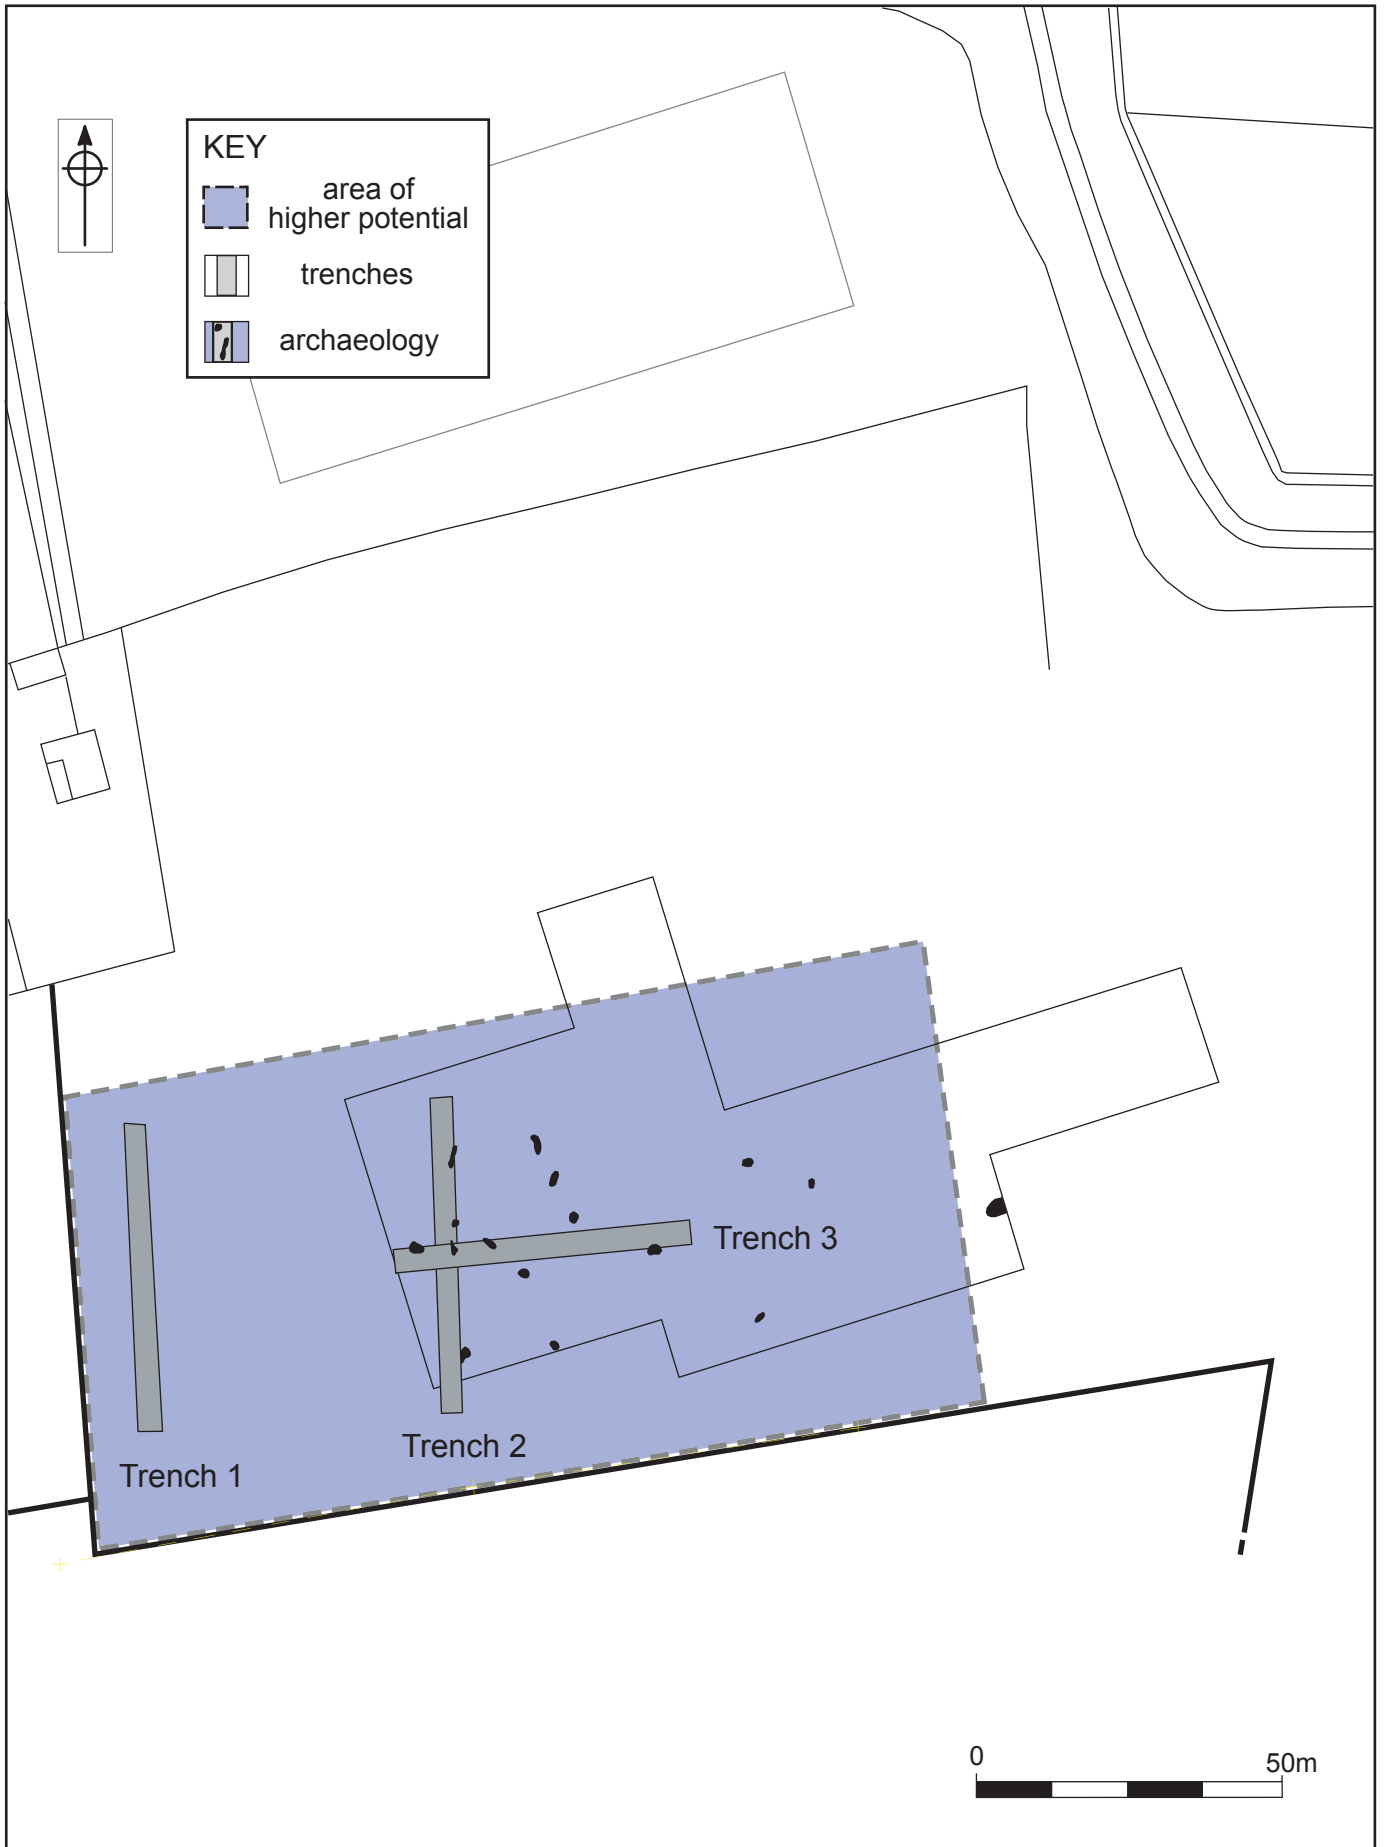 KEY
area of
higher potential
trenches
archaeology
Trench 3
Trench 2
Trench 1
0
50m